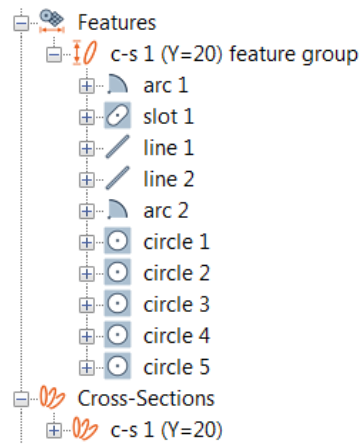 Features
c-s 1 (Y=20) feature group
arc 1
slot 1
line 1
line 2
arc 2
circle 1
circle 2
circle 3
circle 4
circle 5
Cross-Sections
c-s 1 (Y=20)